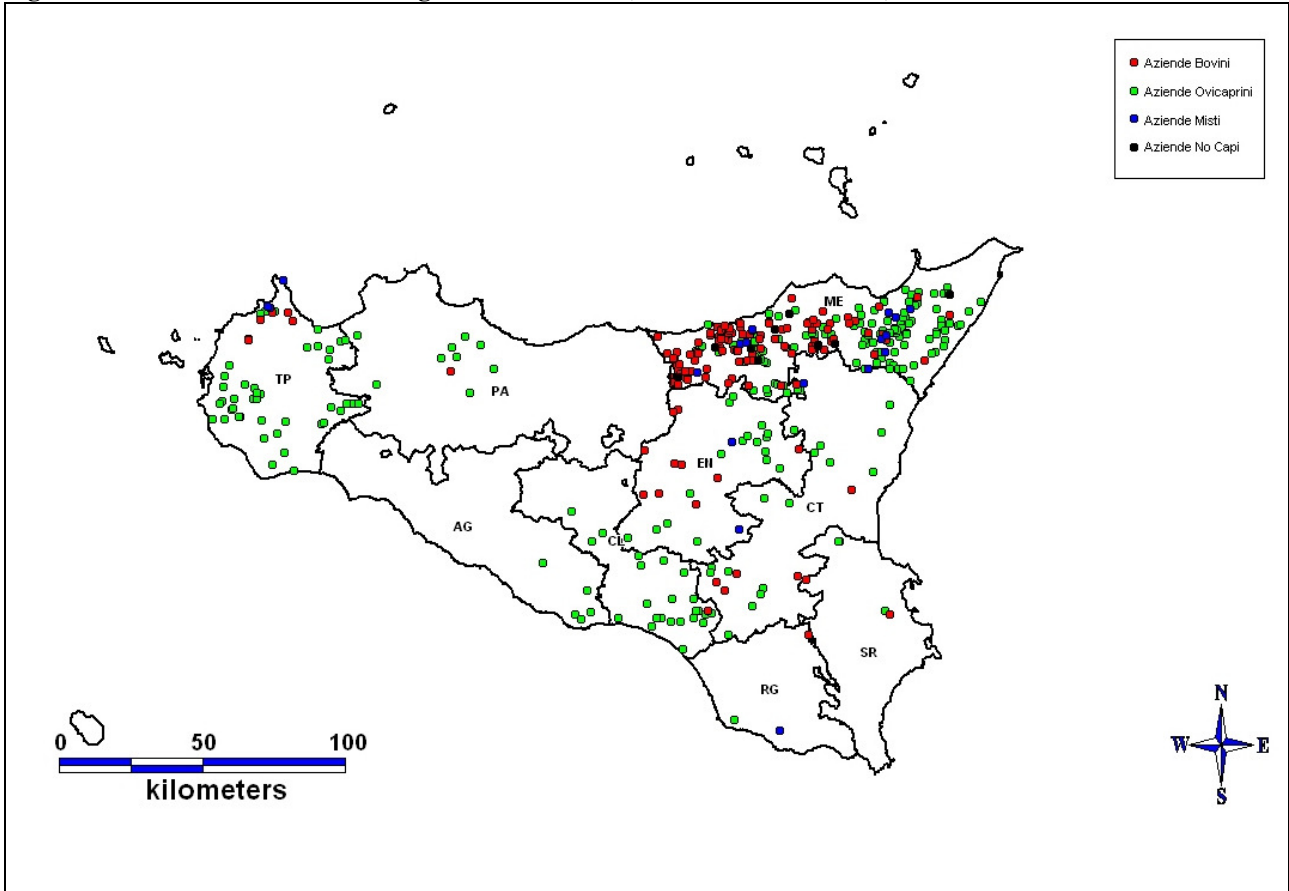 Aziende Bovini
Aziende Ovicaprini
Aziende Misti
Aziende No Capi
ME
TP
PA
EN
CT
AG
CL
SR
RG
N
W E
S
0 50 100
kilometers